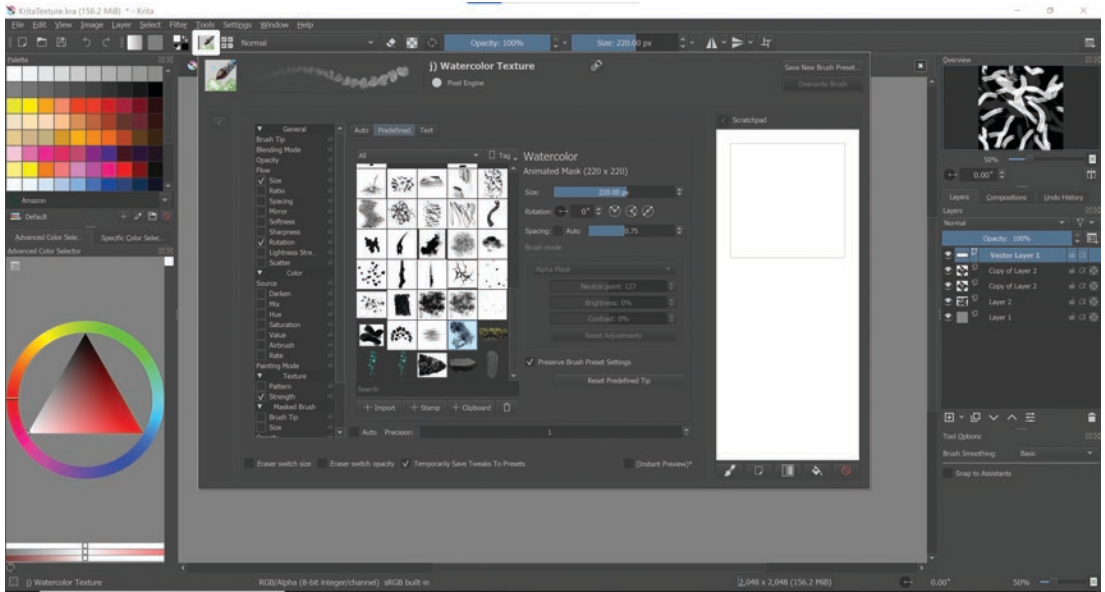 KritaTexture.kra (156.2 MiB) * - Krita
File Edit View Image Layer Select Filter Tools Settings Window Help
Normal
Opacity: 100%
Size: 220.00 px
Palette
Amazon
Default
Advanced Color Sele...
Specific Color Selec...
Advanced Color Selector
j) Watercolor Texture
Pixel Engine
Save New Brush Preset...
Overwrite Brush
General
Brush Tip
Blending Mode
Opacity
Flow
Size
Ratio
Spacing
Mirror
Softness
Sharpness
Rotation
Lightness Stre...
Scatter
Color
Source
Darken
Mix
Hue
Saturation
Value
Airbrush
Rate
Painting Mode
Texture
Pattern
Strength
Masked Brush
Brush Tip
Size
Auto Predefined Text
All
Tag
Search
+ Import + Stamp + Clipboard
Auto Precision: 1
Watercolor
Animated Mask (220 x 220)
Size: 220.00 px
Rotation: 0°
Spacing: Auto 0.75
Brush mode
Alpha Mask
Neutral point: 127
Brightness: 0%
Contrast: 0%
Reset Adjustments
Preserve Brush Preset Settings
Reset Predefined Tip
Eraser switch size Eraser switch opacity Temporarily Save Tweaks To Presets
(Instant Preview)*
Scratchpad
Overview
50%
0.00°
Layers Compositions Undo History
Layers
Normal
Opacity: 100%
Vector Layer 1
Copy of Layer 2
Copy of Layer 2
Layer 2
Layer 1
Tool Options
Brush Smoothing: Basic
Snap to Assistants
j) Watercolor Texture
RGB/Alpha (8-bit integer/channel) sRGB built-in
2,048 x 2,048 (156.2 MiB)
0.00°
50%